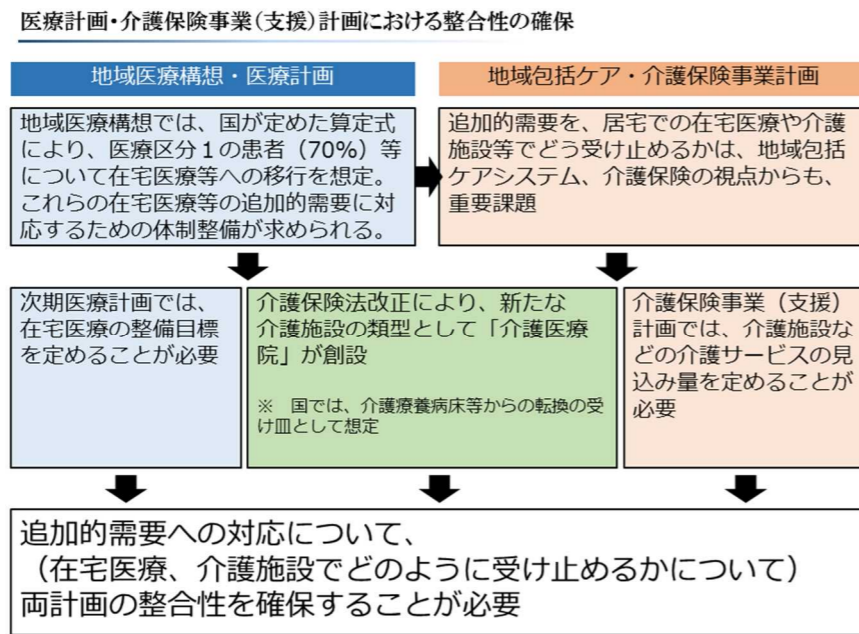 医療計画・介護保険事業(支援)計画における整合性の確保
地域医療構想・医療計画
地域包括ケア・介護保険事業計画
地域医療構想では、国が定めた算定式
により、医療区分1の患者(70%)等
について在宅医療等への移行を想定。
これらの在宅医療等の追加的需要に対
応するための体制整備が求められる。
追加的需要を、居宅での在宅医療や介護
施設等でどう受け止めるかは、地域包括
ケアシステム、介護保険の視点からも、
重要課題
次期医療計画では、
在宅医療の整備目標
を定めることが必要
介護保険法改正により、新たな
介護施設の類型として「介護医療
院」が創設
※ 国では、介護療養病床等からの転換の受
け皿として想定
介護保険事業(支援)
計画では、介護施設な
どの介護サービスの見
込み量を定めることが
必要
追加的需要への対応について、
(在宅医療、介護施設でどのように受け止めるかについて)
両計画の整合性を確保することが必要